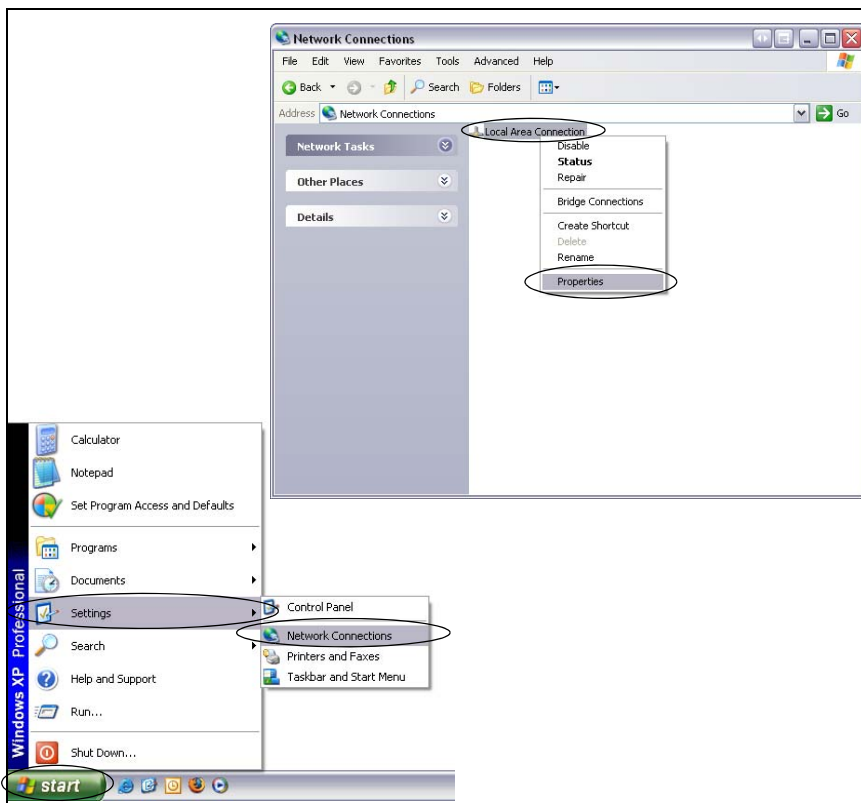 Network Connections
File Edit View Favorites Tools Advanced Help
Back Search Folders
Address Network Connections Go
Local Area Connection
Network Tasks
Other Places
Details
Disable
Status
Repair
Bridge Connections
Create Shortcut
Delete
Rename
Properties
Windows XP Professional
Calculator
Notepad
Set Program Access and Defaults
Programs
Documents
Settings
Search
Help and Support
Run...
Shut Down...
Control Panel
Network Connections
Printers and Faxes
Taskbar and Start Menu
start